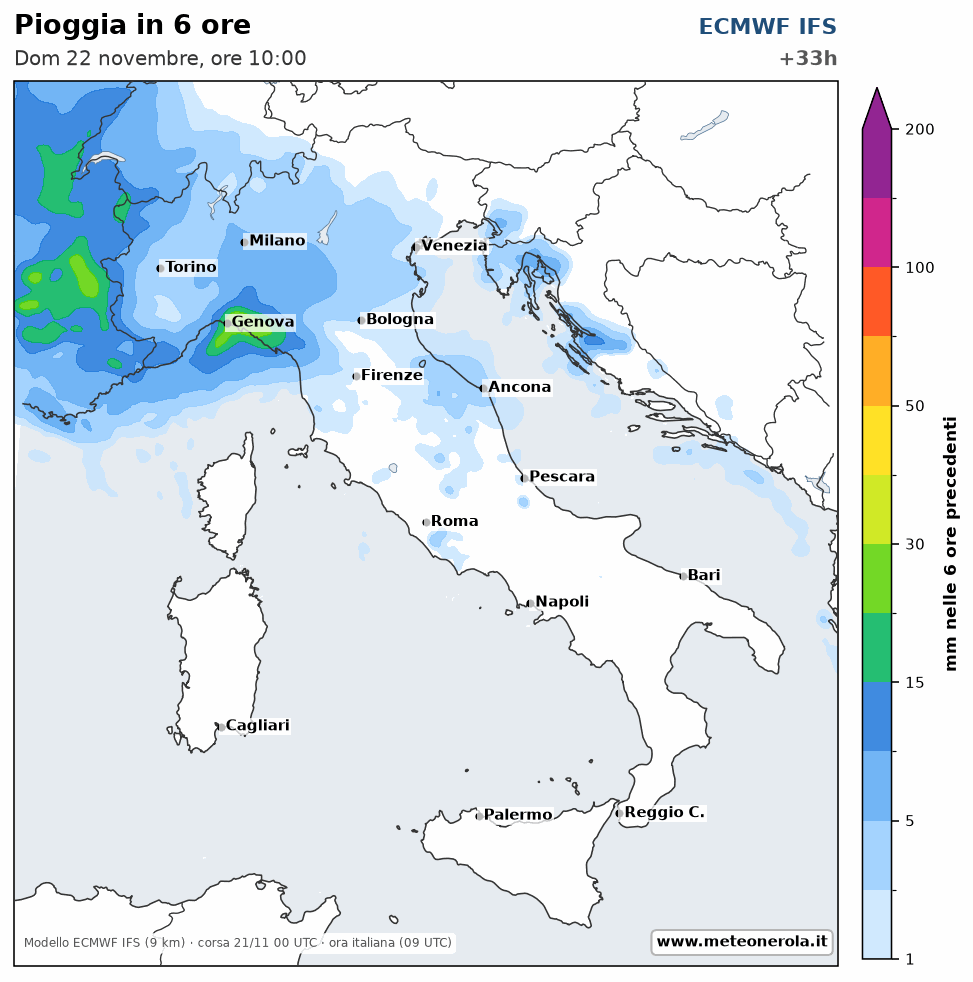 Pioggia in 6 ore
ECMWF IFS
Dom 22 novembre, ore 10:00
+33h
200
100
50
30
15
5
1
mm nelle 6 ore precedenti
Milano
Venezia
Torino
Genova
Bologna
Firenze
Ancona
Pescara
Roma
Bari
Napoli
Cagliari
Palermo
Reggio C.
Modello ECMWF IFS (9 km) · corsa 21/11 00 UTC · ora italiana (09 UTC)
www.meteonerola.it